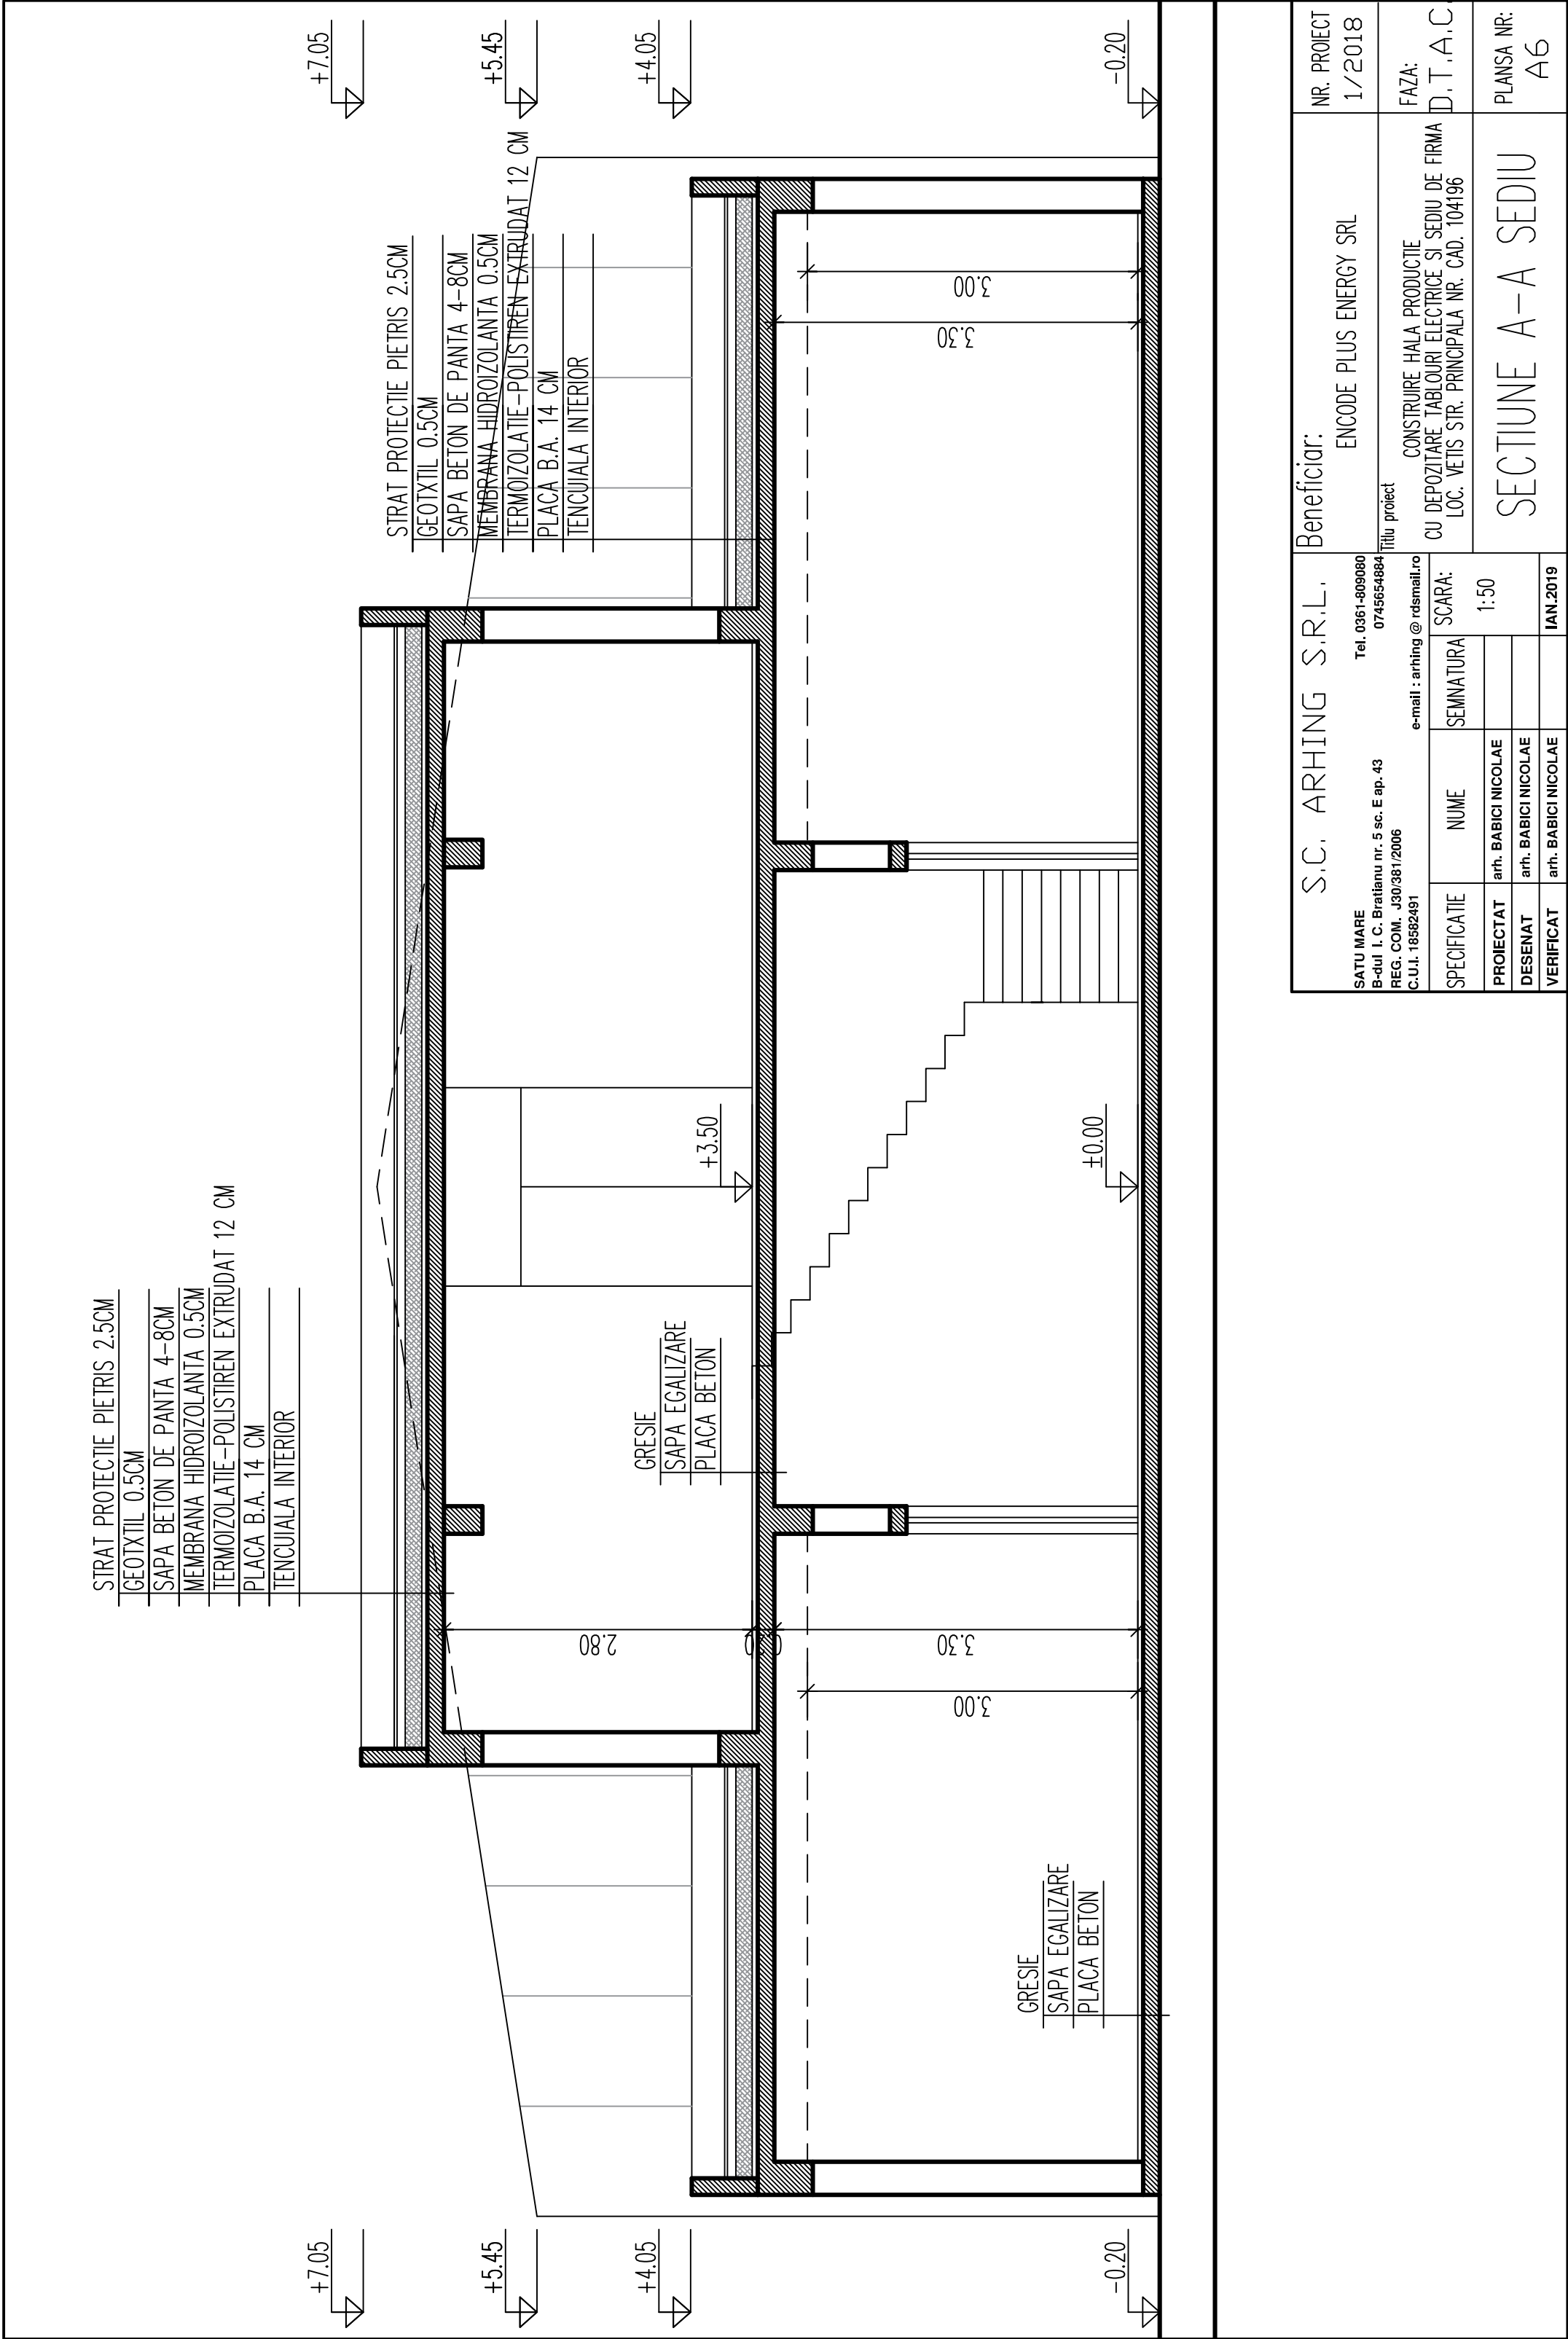 +7.05
+5.45
+4.05
-0.20
STRAT PROTECTIE PIETRIS 2.5CM
GEOTXTIL 0.5CM
SAPA BETON DE PANTA 4-8CM
MEMBRANA HIDROIZOLANTA 0.5CM
TERMOIZOLATIE-POLISTIREN EXTRUDAT 12 CM
PLACA B.A. 14 CM
TENCUIALA INTERIOR
GRESIE
SAPA EGALIZARE
PLACA BETON
GRESIE
SAPA EGALIZARE
PLACA BETON
2.80
3.30
3.00
+3.50
±0.00
STRAT PROTECTIE PIETRIS 2.5CM
GEOTXTIL 0.5CM
SAPA BETON DE PANTA 4-8CM
MEMBRANA HIDROIZOLANTA 0.5CM
TERMOIZOLATIE-POLISTIREN EXTRUDAT 12 CM
PLACA B.A. 14 CM
TENCUIALA INTERIOR
3.00
3.30
+7.05
+5.45
+4.05
-0.20
S.C. ARHING S.R.L.
SATU MARE
B-dul I. C. Bratianu nr. 5 sc. E ap. 43
REG. COM. J30/381/2006
C.U.I. 18582491
Tel. 0361-809080
0745654884
e-mail : arhing @ rdsmail.ro
SPECIFICATIE NUME SEMNATURA
PROIECTAT arh. BABICI NICOLAE
DESENAT arh. BABICI NICOLAE
VERIFICAT arh. BABICI NICOLAE
SCARA:
1:50
IAN.2019
Beneficiar:
ENCODE PLUS ENERGY SRL
Titlu proiect
CONSTRUIRE HALA PRODUCTIE
CU DEPOZITARE TABLOURI ELECTRICE SI SEDIU DE FIRMA
LOC. VETIS STR. PRINCIPALA NR. CAD. 104196
SECTIUNE A-A SEDIU
NR. PROIECT
1/2018
FAZA:
D.T.A.C.
PLANSA NR:
A6